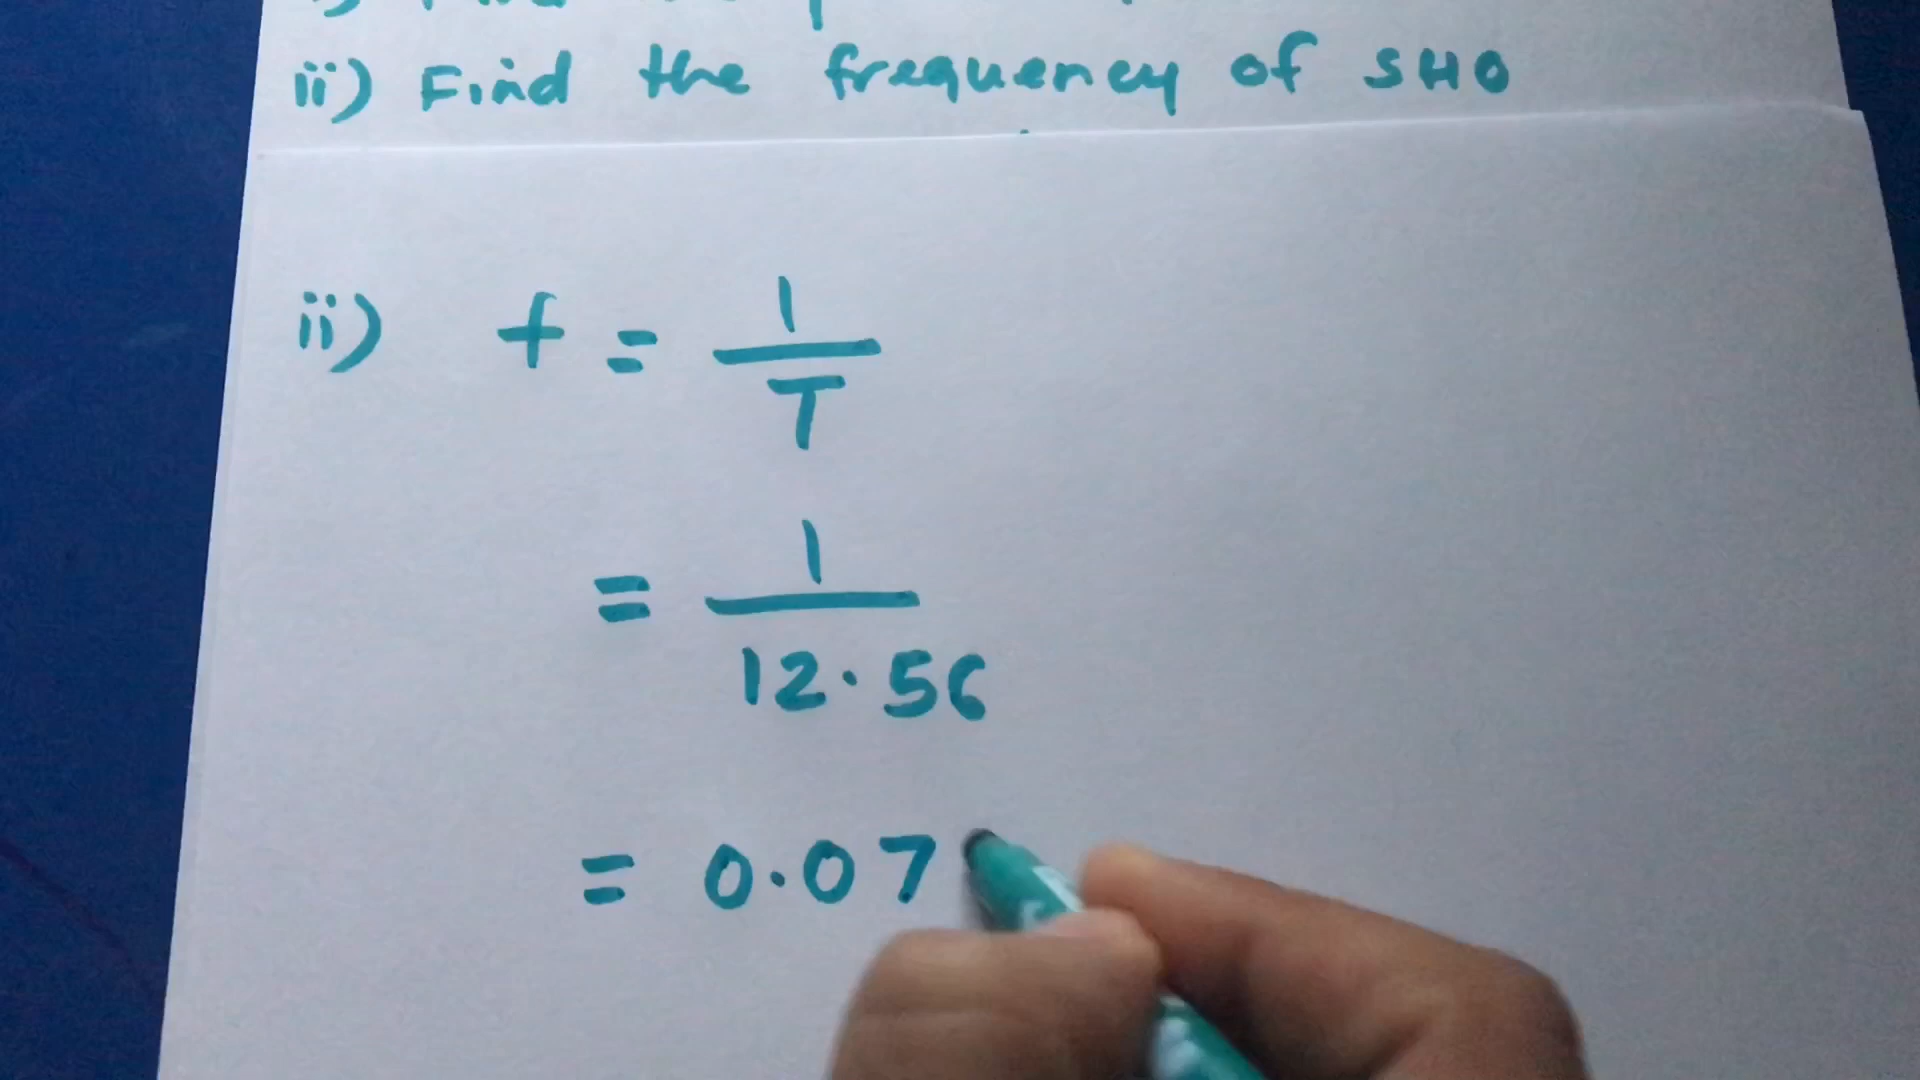 ii) Find the frequency of SHO
ii) f = 1/T
= 1/12.56
= 0.07